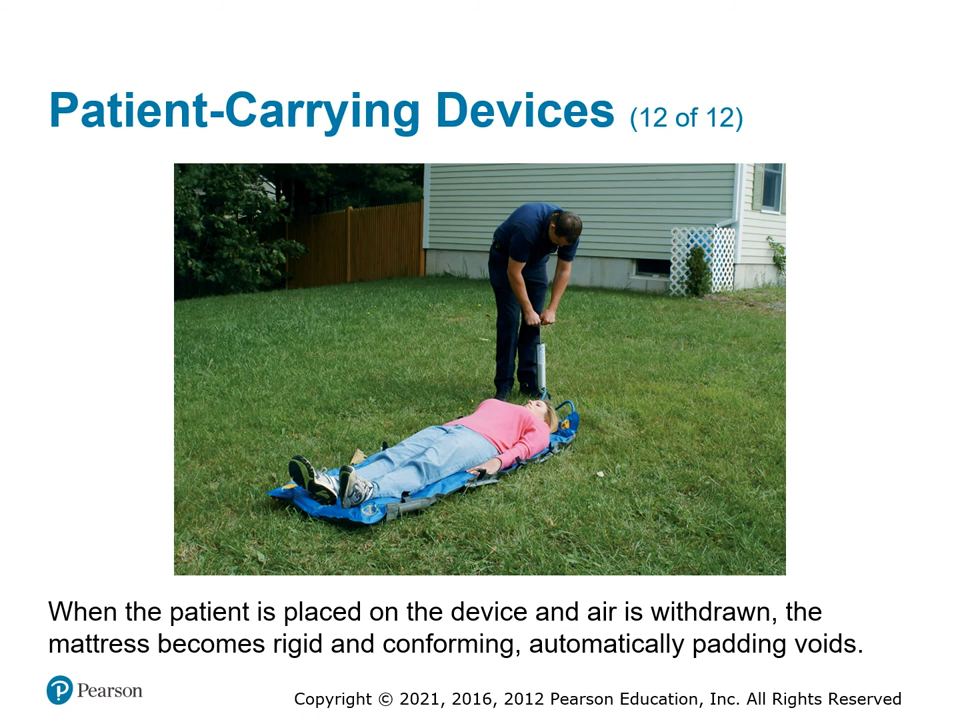 Patient-Carrying Devices (12 of 12)
When the patient is placed on the device and air is withdrawn, the
mattress becomes rigid and conforming, automatically padding voids.
Pearson
Copyright © 2021, 2016, 2012 Pearson Education, Inc. All Rights Reserved